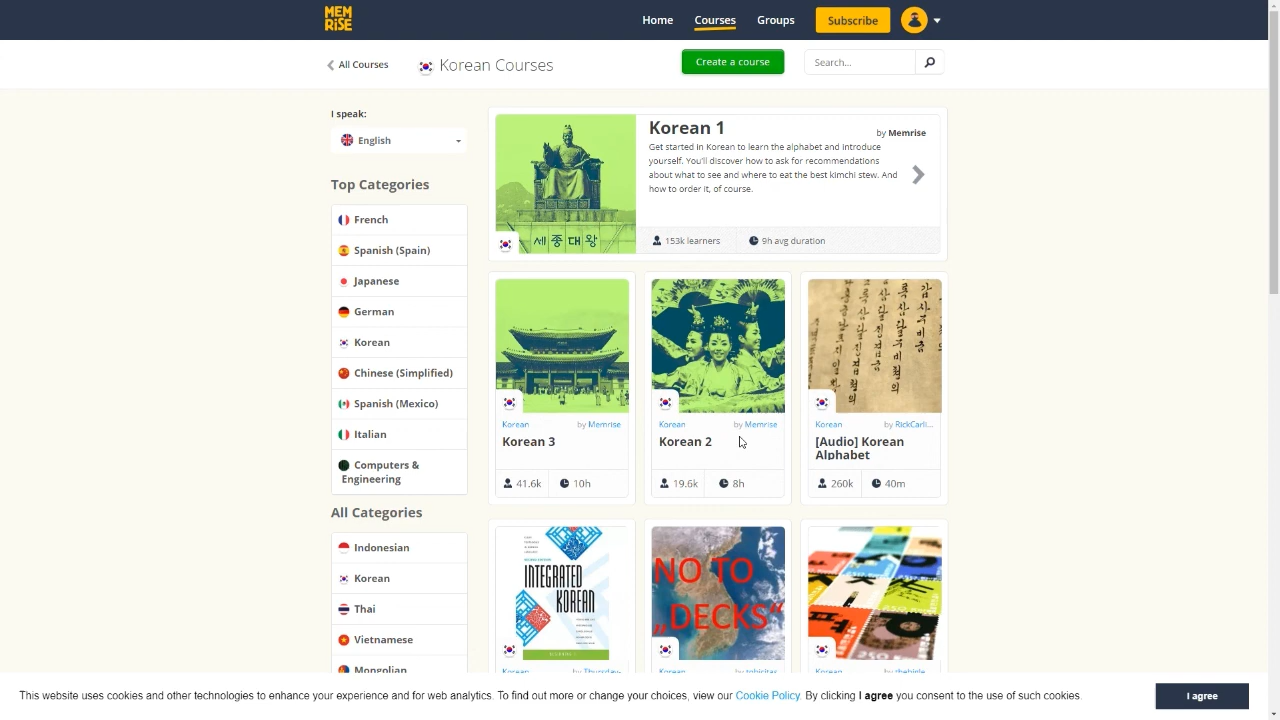 MEM
RiSE
Home
Courses
Groups
Subscribe
All Courses
Korean Courses
Create a course
Search...
I speak:
English
Top Categories
French
Spanish (Spain)
Japanese
German
Korean
Chinese (Simplified)
Spanish (Mexico)
Italian
Computers &
Engineering
All Categories
Indonesian
Korean
Thai
Vietnamese
Mongolian
세종대왕
Korean 1
by Memrise
Get started in Korean to learn the alphabet and introduce
yourself. You'll discover how to ask for recommendations
about what to see and where to eat the best kimchi stew. And
how to order it, of course.
153k learners
9h avg duration
Korean
by Memrise
Korean 3
41.6k
10h
Korean
by Memrise
Korean 2
19.6k
8h
Korean
by RickCarli...
[Audio] Korean
Alphabet
260k
40m
INTEGRATED
KOREAN
Korean
by Thursday-
NO TO
„DECKS“
Korean
Korean
This website uses cookies and other technologies to enhance your experience and for web analytics. To find out more or change your choices, view our Cookie Policy. By clicking I agree you consent to the use of such cookies.
I agree